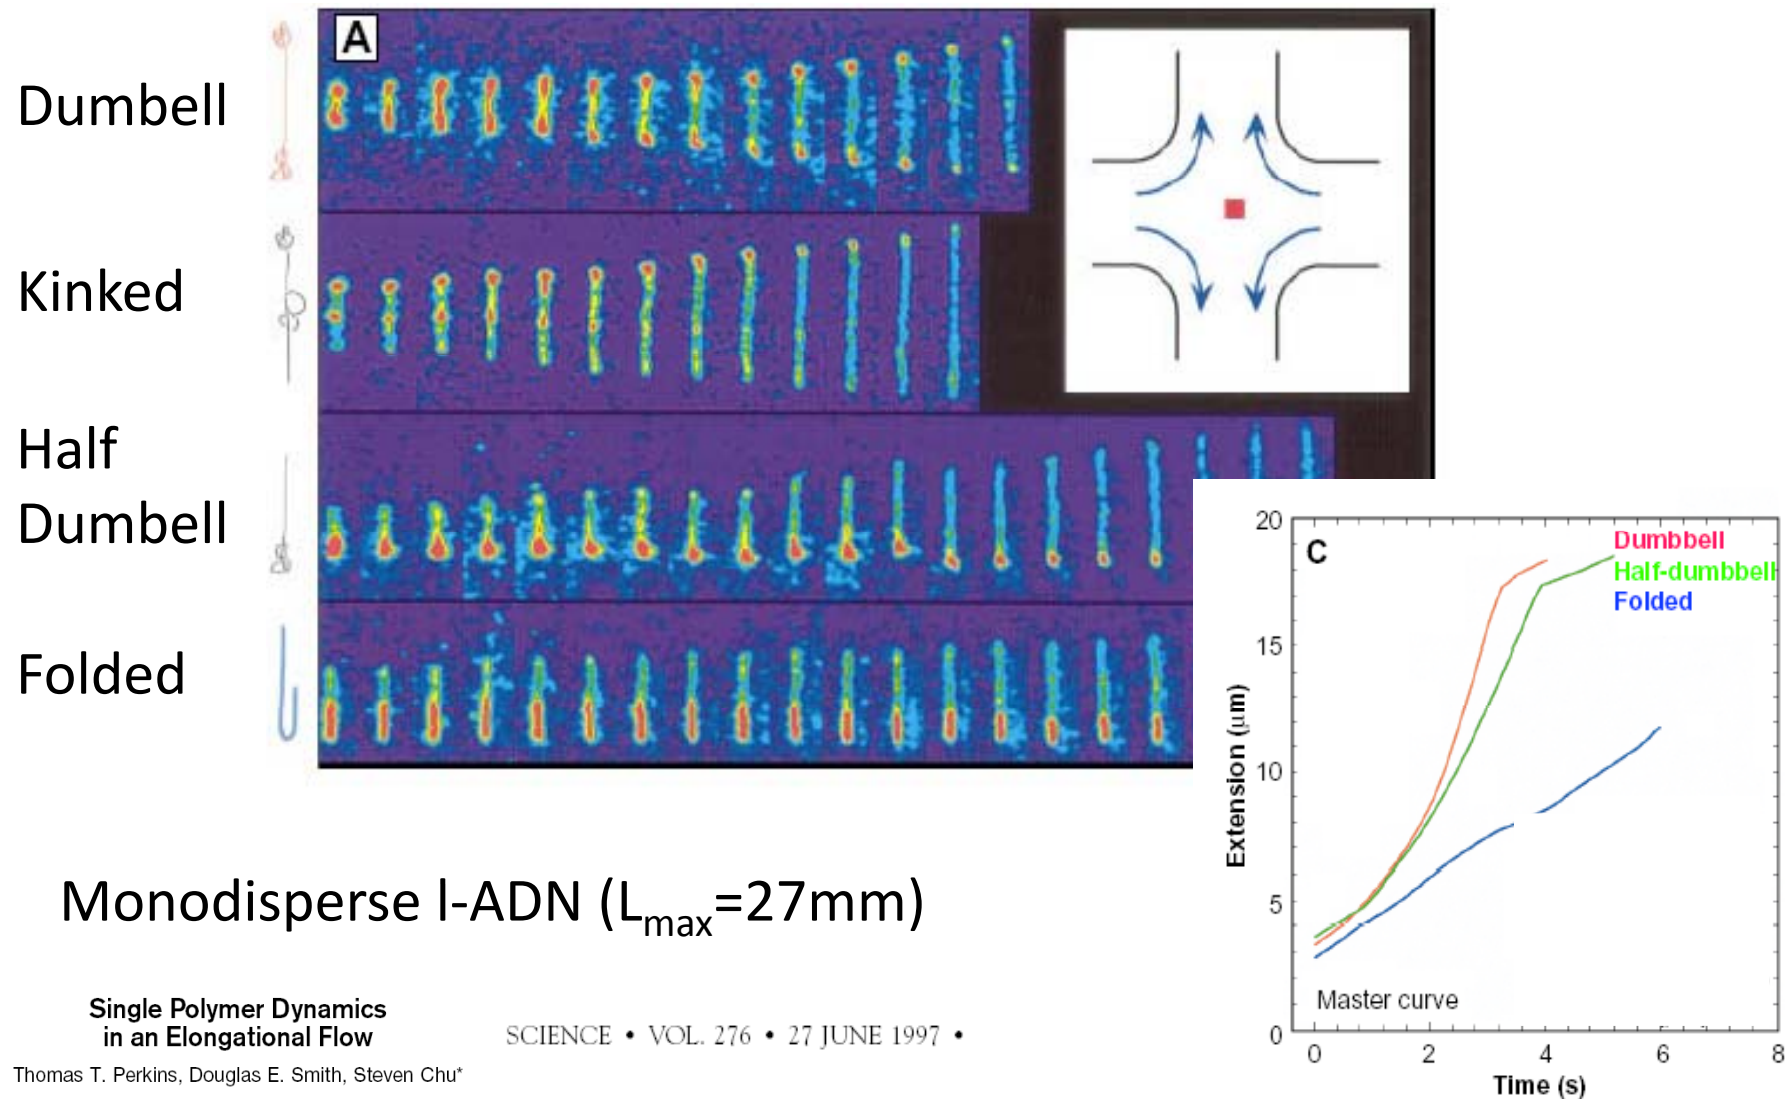 A
Dumbell
Kinked
Half
Dumbell
Folded
C
Dumbbell
Half-dumbbell
Folded
20
15
10
5
0
Extension (µm)
Master curve
0 2 4 6 8
Time (s)
Monodisperse l-ADN (Lmax=27mm)
Single Polymer Dynamics
in an Elongational Flow
SCIENCE • VOL. 276 • 27 JUNE 1997 •
Thomas T. Perkins, Douglas E. Smith, Steven Chu*